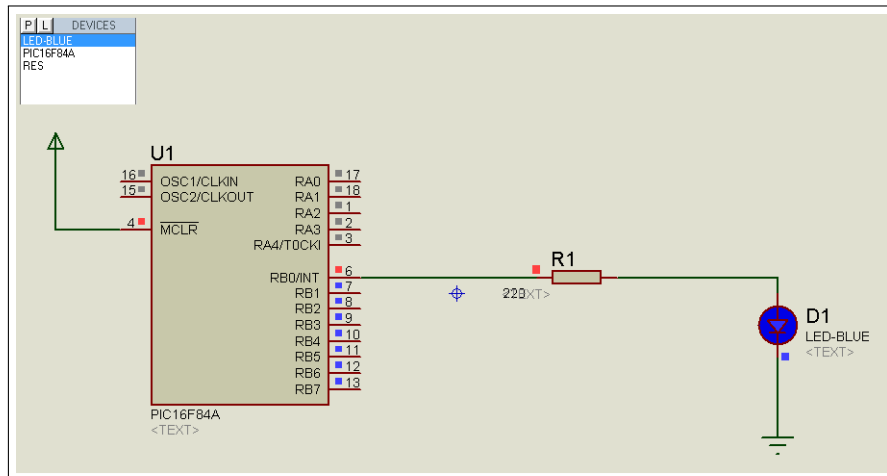 P L DEVICES
LED-BLUE
PIC16F84A
RES
U1
16 OSC1/CLKIN RA0 17
15 OSC2/CLKOUT RA1 18
RA2 1
4 MCLR RA3 2
RA4/T0CKI 3
RB0/INT 6
RB1 7
RB2 8
RB3 9
RB4 10
RB5 11
RB6 12
RB7 13
PIC16F84A
<TEXT>
R1
220
D1
LED-BLUE
<TEXT>